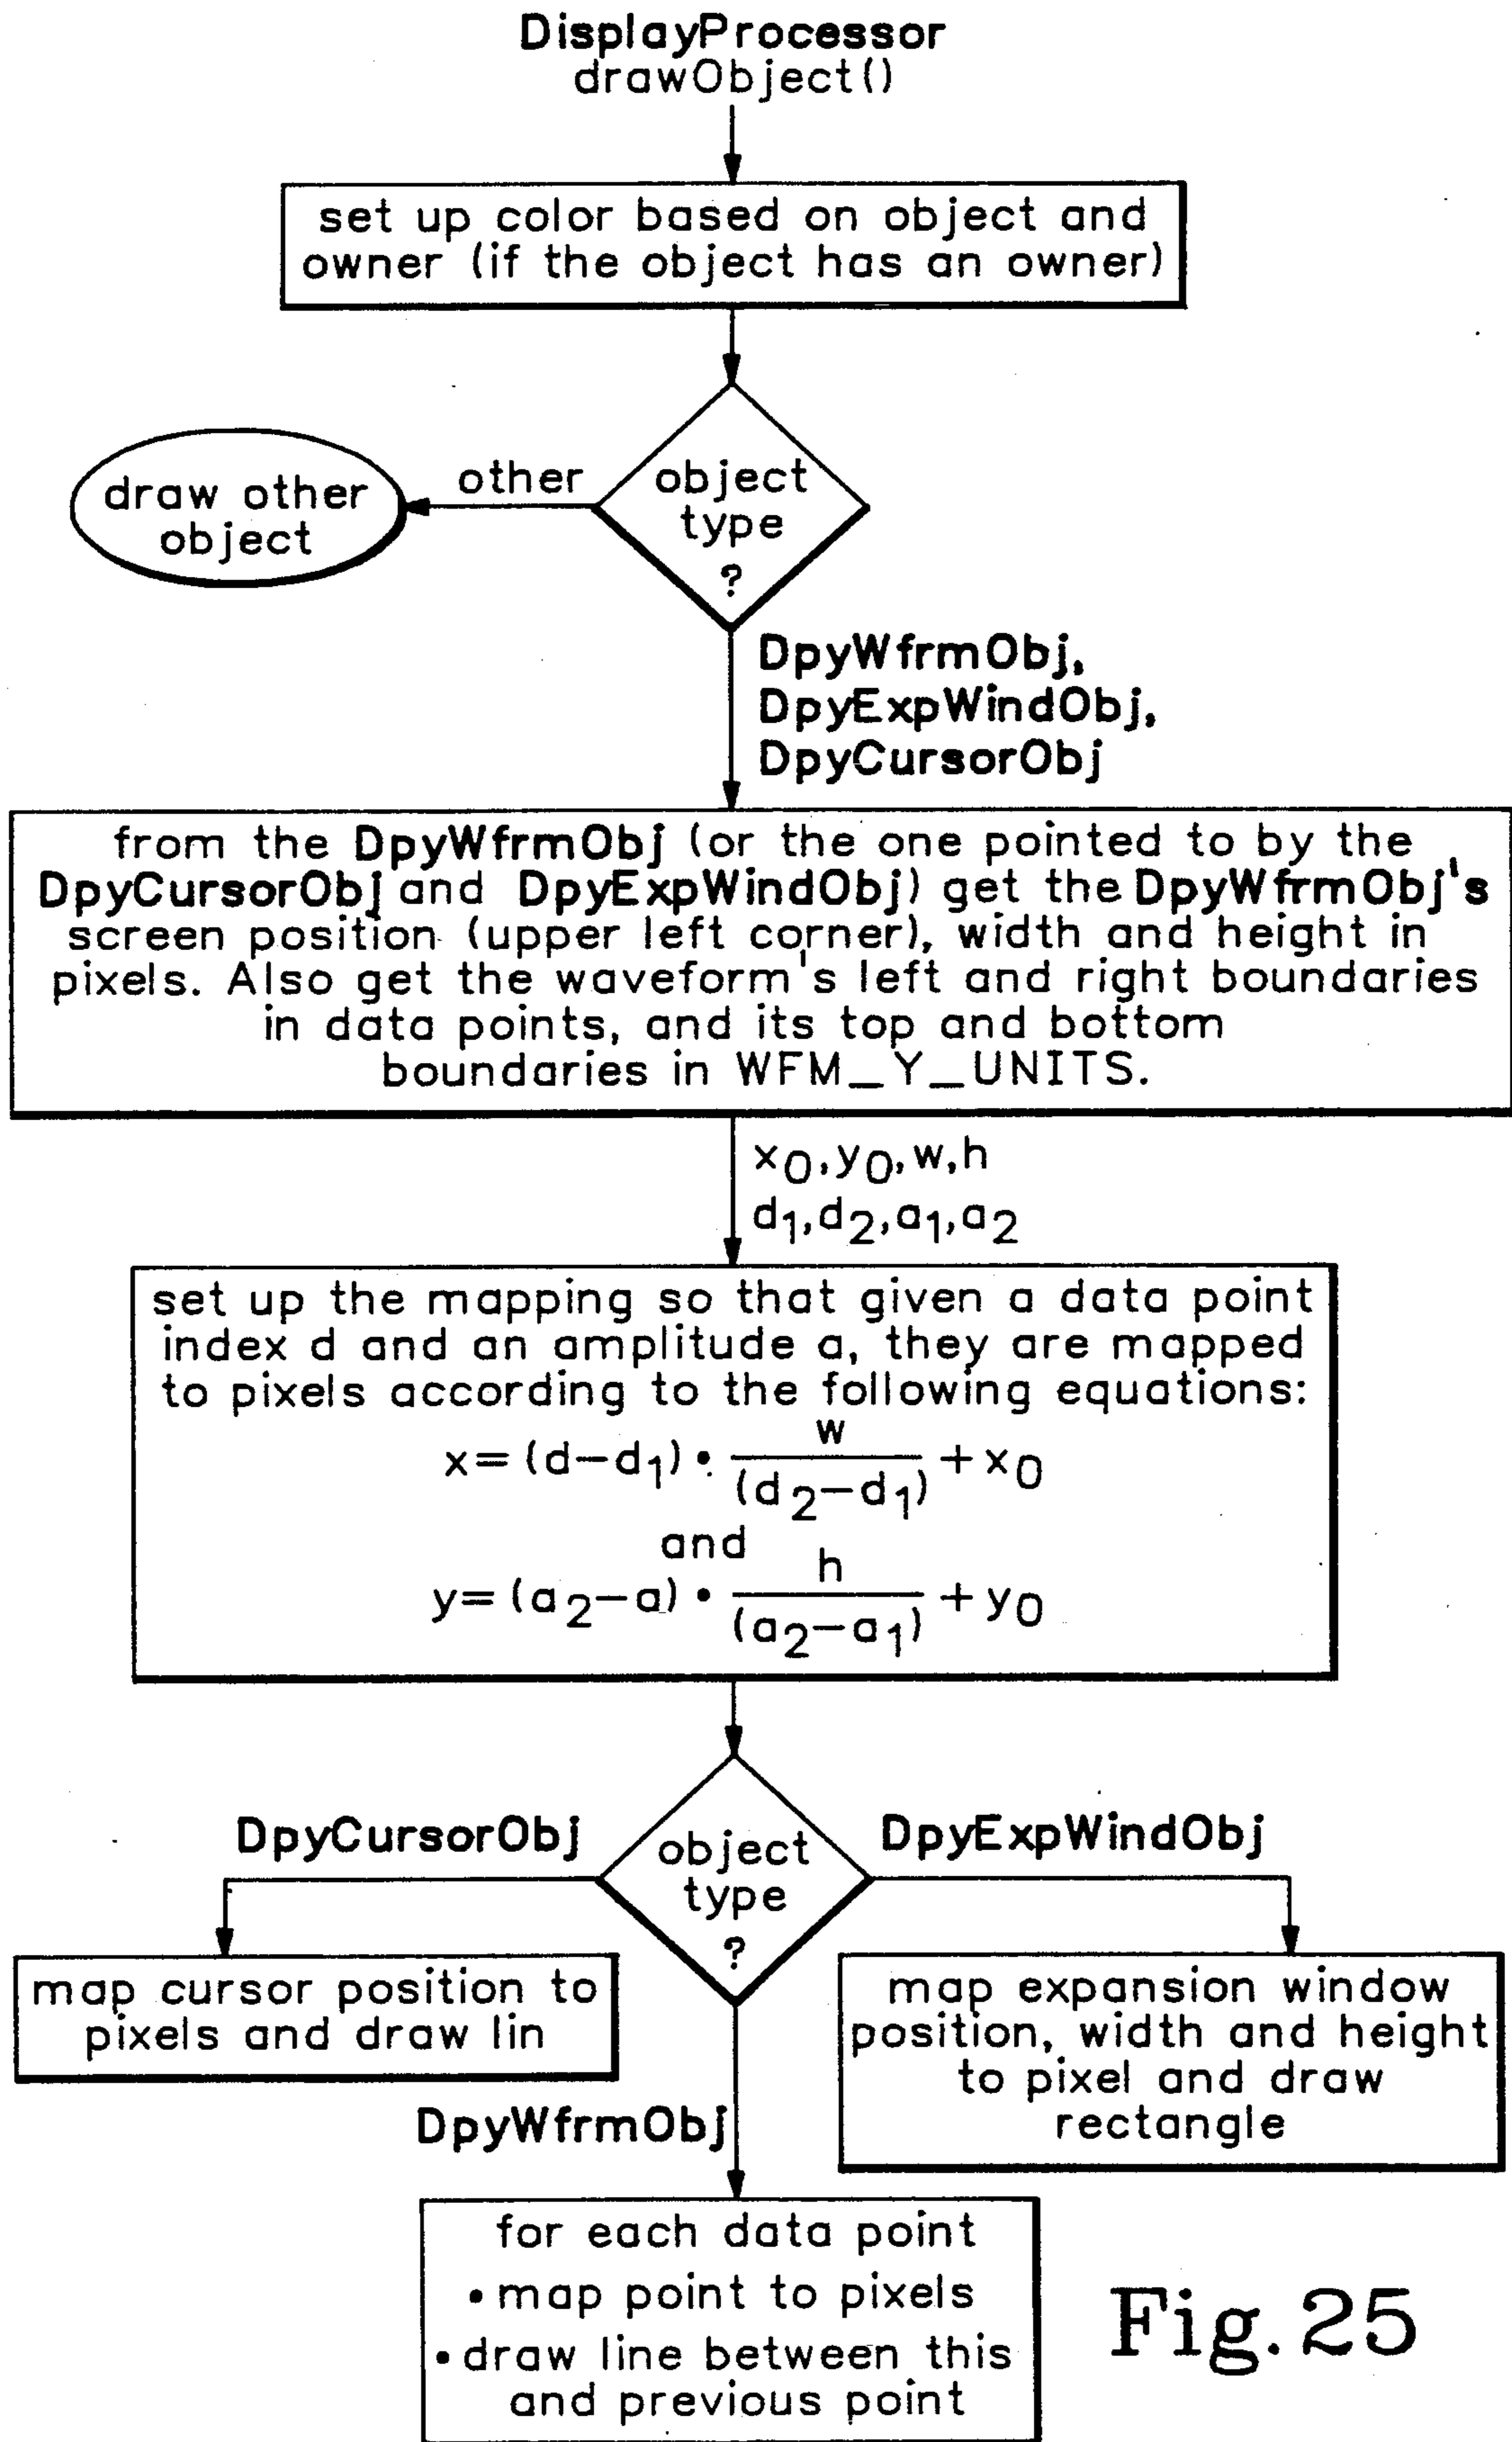 DisplayProcessor
drawObject()
set up color based on object and
owner (if the object has an owner)
other
draw other
object
object
type
?
DpyWfrmObj,
DpyExpWindObj,
DpyCursorObj
from the DpyWfrmObj (or the one pointed to by the
DpyCursorObj and DpyExpWindObj) get the DpyWfrmObj's
screen position (upper left corner), width and height in
pixels. Also get the waveform's left and right boundaries
in data points, and its top and bottom
boundaries in WFM_Y_UNITS.
x0,y0,w,h
d1,d2,a1,a2
set up the mapping so that given a data point
index d and an amplitude a, they are mapped
to pixels according to the following equations:
x=(d-d1)•w/(d2-d1)+x0
and
y=(a2-a)•h/(a2-a1)+y0
DpyCursorObj
object
type
?
DpyExpWindObj
map cursor position to
pixels and draw lin
map expansion window
position, width and height
to pixel and draw
rectangle
DpyWfrmObj
for each data point
• map point to pixels
• draw line between this
and previous point
Fig.25